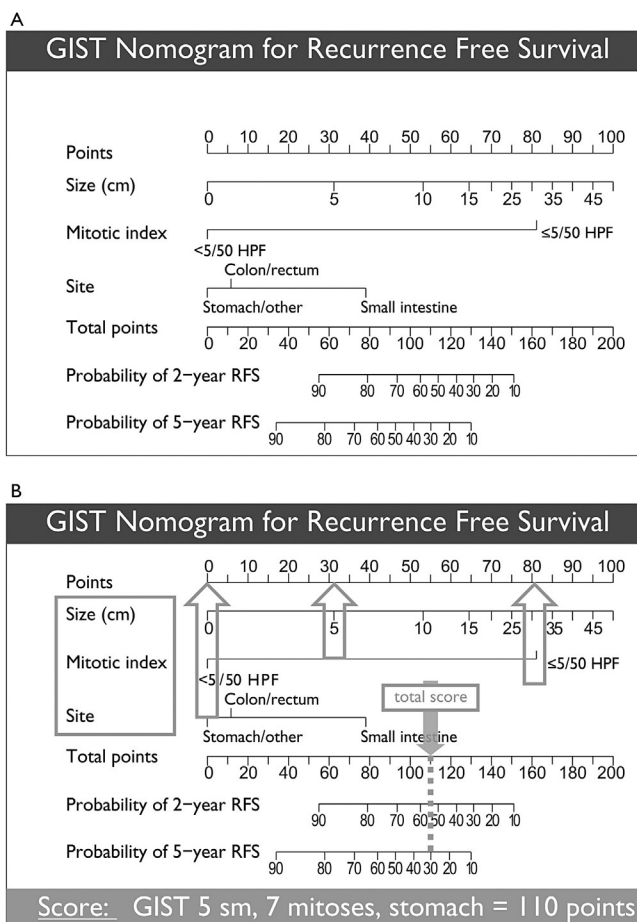 A
GIST Nomogram for Recurrence Free Survival
0 10 20 30 40 50 60 70 80 90 100
Points
Size (cm)
0 5 10 15 20 25 30 35 40 45
Mitotic index
<5/50 HPF
≤5/50 HPF
Colon/rectum
Site
Stomach/other
Small intestine
Total points
0 20 40 60 80 100 120 140 160 180 200
Probability of 2-year RFS
90 80 70 60 50 40 30 20 10
Probability of 5-year RFS
90 80 70 60 50 40 30 20 10
B
GIST Nomogram for Recurrence Free Survival
0 10 20 30 40 50 60 70 80 90 100
Points
Size (cm)
0 5 10 15 20 25 30 35 45
Mitotic index
<5/50 HPF
≤5/50 HPF
Colon/rectum
total score
Site
Stomach/other
Small intestine
Total points
0 20 40 60 80 100 120 140 160 180 200
Probability of 2-year RFS
90 80 70 60 50 40 30 20 10
Probability of 5-year RFS
90 80 70 60 50 40 30 20 10
Score: GIST 5 sm, 7 mitoses, stomach = 110 points